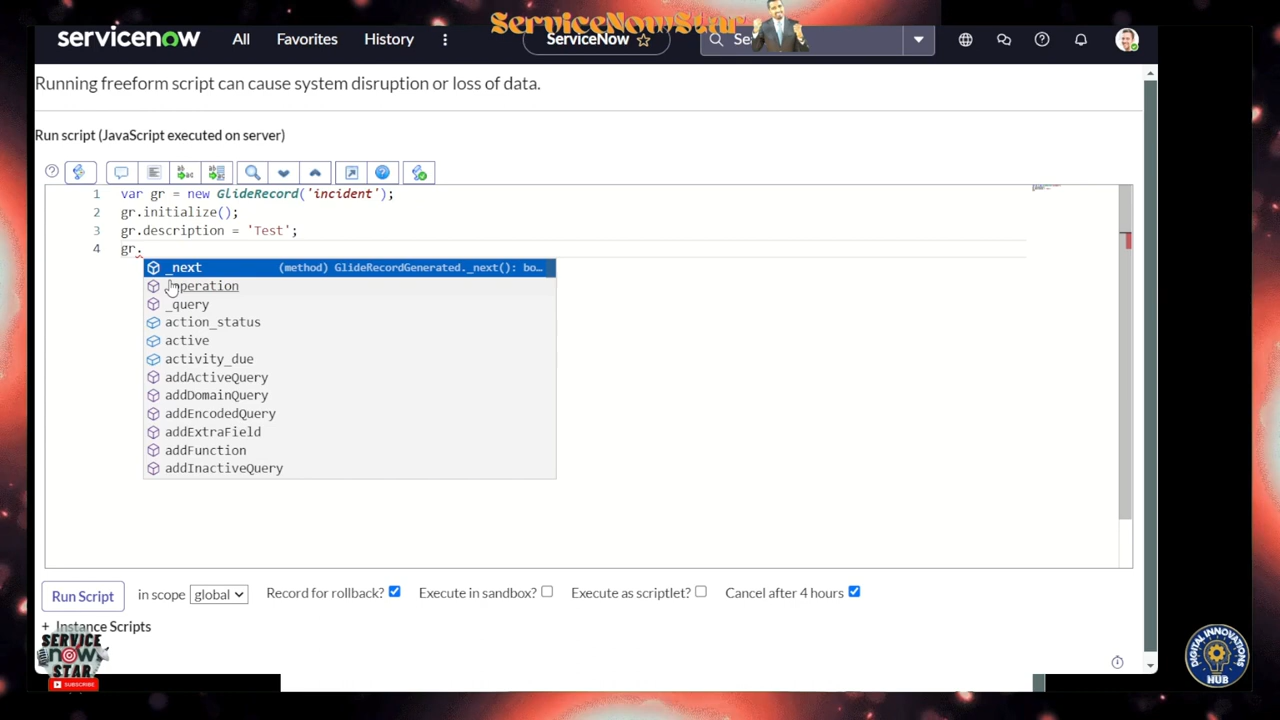 ServiceNowStar
servicenow All Favorites History ServiceNow Se
Running freeform script can cause system disruption or loss of data.
Run script (JavaScript executed on server)
1 var gr = new GlideRecord('incident');
2 gr.initialize();
3 gr.description = 'Test';
4 gr.
_next (method) GlideRecordGenerated._next(): bo…
_operation
_query
action_status
active
activity_due
addActiveQuery
addDomainQuery
addEncodedQuery
addExtraField
addFunction
addInactiveQuery
Run Script in scope global Record for rollback? Execute in sandbox? Execute as scriptlet? Cancel after 4 hours
+ Instance Scripts
SERVICE
NOW
STAR
SUBSCRIBE
DIGITAL INNOVATIONS
HUB